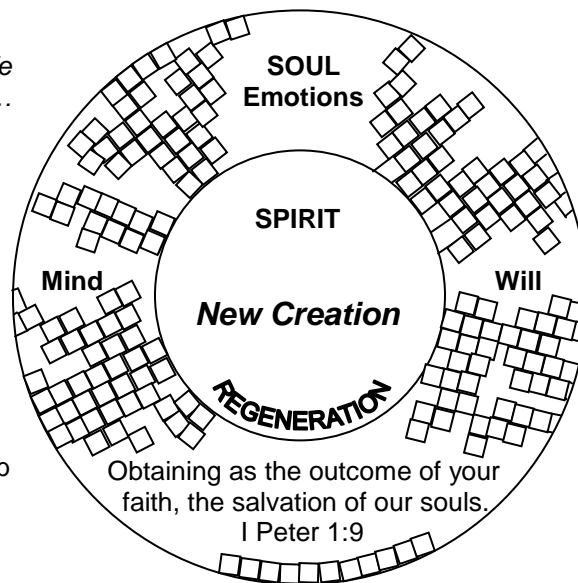 SOUL
Emotions
SPIRIT
Mind
Will
New Creation
REGENERATION
Obtaining as the outcome of your
faith, the salvation of our souls.
I Peter 1:9